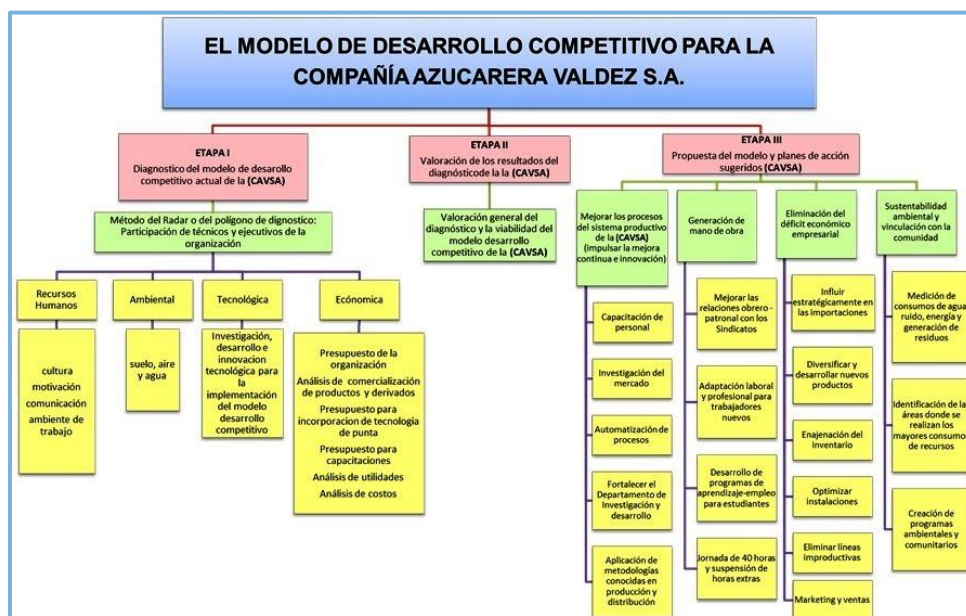 EL MODELO DE DESARROLLO COMPETITIVO PARA LA
COMPAÑÍA AZUCARERA VALDEZ S.A.
ETAPA I
Diagnostico del modelo de desarollo
competitivo actual de la (CAVSA)
Método del Radar o del polígono de dignostico:
Participación de técnicos y ejecutivos de la
organización
Recursos
Humanos
cultura
motivación
comunicación
ambiente de
trabajo
Ambiental
suelo, aire
y agua
Tecnológica
Investigación,
desarrollo e
innovacion
tecnológica para
la
implementación
del modelo
desarrollo
competitivo
Económica
Presupuesto de la
organización
Análisis de comercialización
de productos y derivados
Presupuesto para
incorporacion de tecnologia
de punta
Presupuesto para
capacitaciones
Análisis de utilidades
Análisis de costos
ETAPA II
Valoración de los resultados del
diagnósticode la la (CAVSA)
Valoración general del
diagnóstico y la viabilidad del
modelo desarrollo
competitivo de la (CAVSA)
ETAPA III
Propuesta del modelo y planes de acción
sugeridos (CAVSA)
Mejorar los procesos
del sistema productivo
de la (CAVSA)
(Impulsar la mejora
continua e innovación)
Capacitación de
personal
Investigación del
mercado
Automatización de
procesos
Fortalecer el
Departamento de
Investigación y
desarrollo
Aplicación de
metodologías
conocidas en
producción y
distribución
Generación de
mano de obra
Mejorar las
relaciones obrero -
patronal con los
Sindicatos
Adaptación laboral
y profesional para
trabajadores
nuevos
Desarrollo de
programas de
aprendizaje-empleo
para estudiantes
Jornada de 40 horas
y suspensión de
horas extras
Eliminación del
déficit económico
empresarial
Influir
estratégicamente en
las importaciones
Diversificar y
desarrollar nuevos
productos
Enajenación del
inventario
Optimizar
instalaciones
Eliminar líneas
improductivas
Marketing y ventas
Sustentabilidad
ambiental y
vinculación con la
comunidad
Medición de
consumos de agua
ruido, energía y
generación de
residuos
Identificación de la
áreas donde se
realizan los
mayores consumos
de recursos
Creación de
programas
ambientales y
comunitarios